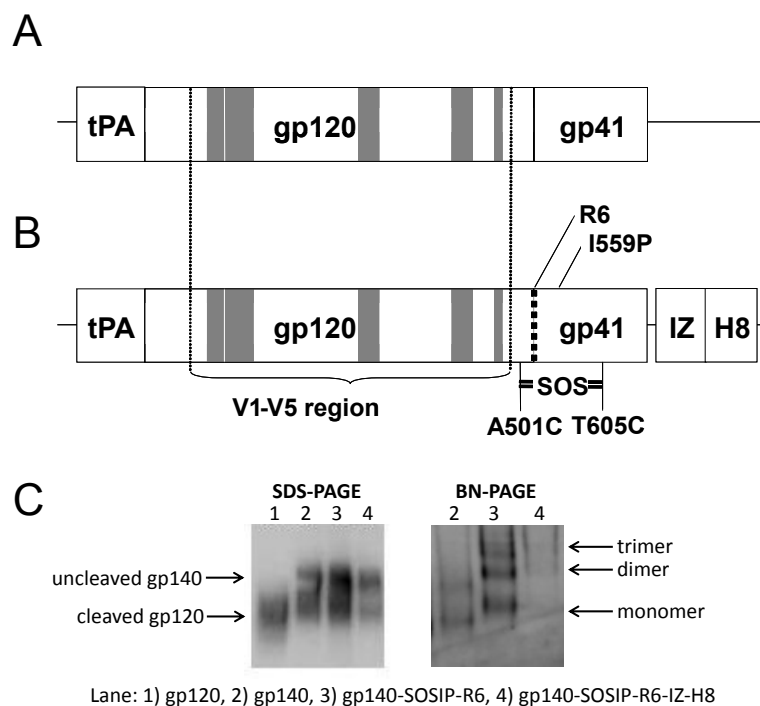 A
tPA gp120 gp41
B
R6
I559P
tPA gp120 gp41 IZ H8
SOS
V1-V5 region
A501C T605C
C
SDS-PAGE BN-PAGE
1 2 3 4 2 3 4
uncleaved gp140 trimer
dimer
cleaved gp120 monomer
Lane: 1) gp120, 2) gp140, 3) gp140-SOSIP-R6, 4) gp140-SOSIP-R6-IZ-H8